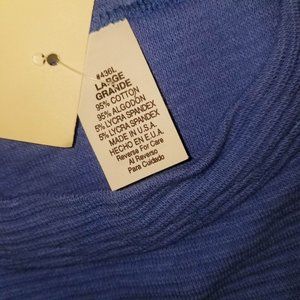 #436L
LARGE
GRANDE
95% COTTON
95% ALGODÓN
5% LYCRA SPANDEX
5% LYCRA SPANDEX
MADE IN U.S.A.
HECHO EN E.U.A.
Reverse For Care
Al Reverso
Para Cuidado